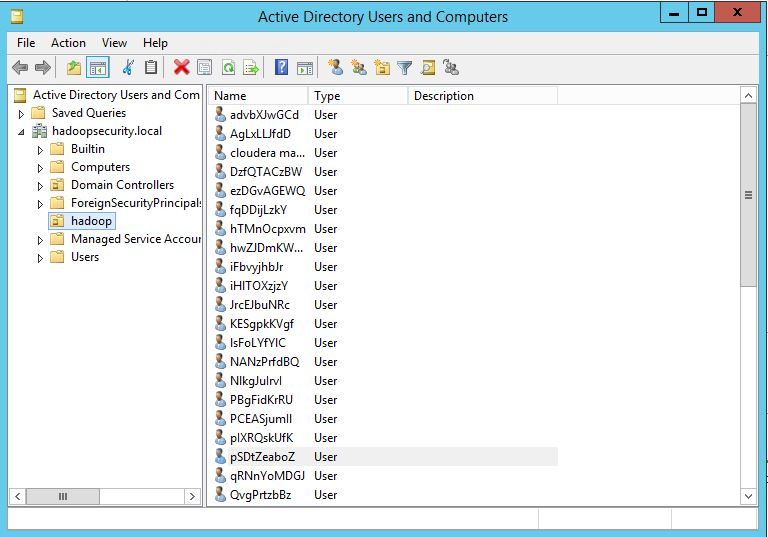 Active Directory Users and Computers
File Action View Help
Active Directory Users and Com
Saved Queries
hadoopsecurity.local
Builtin
Computers
Domain Controllers
ForeignSecurityPrincipals
hadoop
Managed Service Accour
Users
Name Type Description
advbXJwGCd User
AgLxLLJfdD User
cloudera ma... User
DzfQTACzBW User
ezDGvAGEWQ User
fqDDijLzkY User
hTMnOcpxvm User
hwZJDmKW... User
iFbvyjhbJr User
iHITOXzjzY User
JrcEJbuNRc User
KESgpkKVgf User
lsFoLYfYlC User
NANzPrfdBQ User
NlkgJulrvl User
PBgFidKrRU User
PCEASjumll User
plXRQskUfK User
pSDtZeaboZ User
qRNnYoMDGJ User
QvgPrtzbBz User